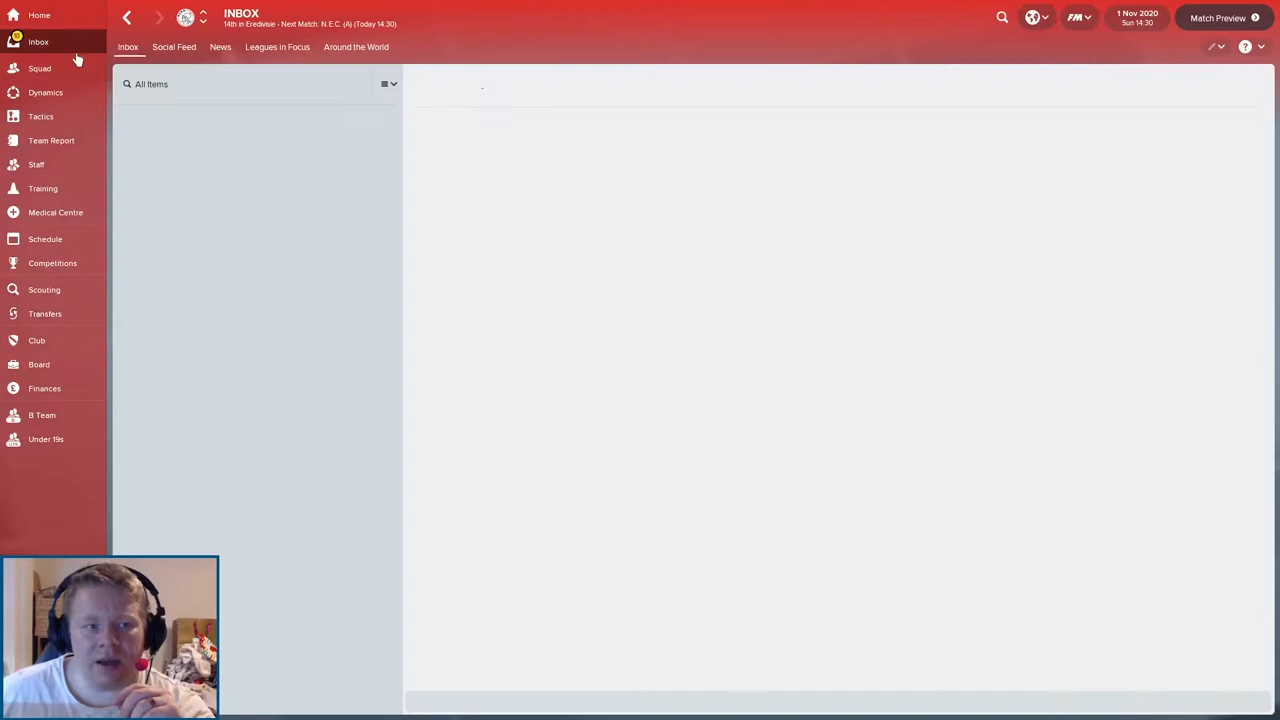 Home
10
Inbox
Squad
Dynamics
Tactics
Team Report
Staff
Training
Medical Centre
Schedule
Competitions
Scouting
Transfers
Club
Board
Finances
B Team
Under 19s
INBOX
14th in Eredivisie - Next Match: N.E.C. (A) (Today 14:30)
FM
1 Nov 2020
Sun 14:30
Match Preview
Inbox
Social Feed
News
Leagues in Focus
Around the World
?
All Items
-